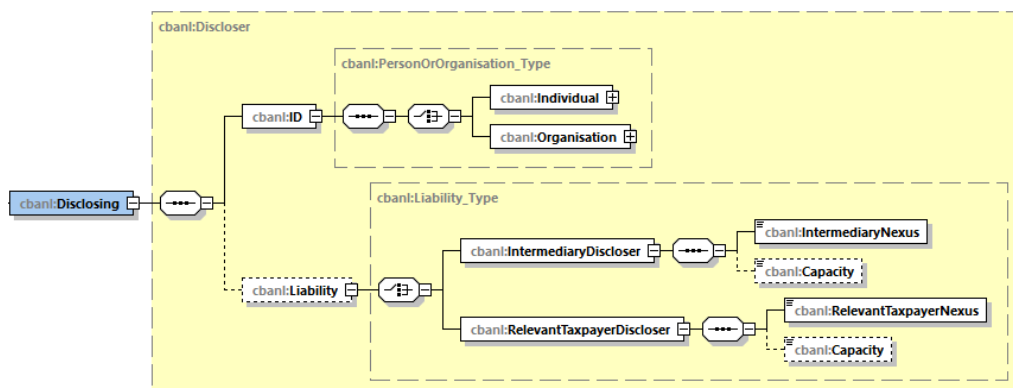 cbanl:Discloser
cbanl:PersonOrOrganisation_Type
cbanl:Individual
cbanl:ID
cbanl:Organisation
cbanl:Disclosing
cbanl:Liability_Type
cbanl:IntermediaryNexus
cbanl:IntermediaryDiscloser
cbanl:Capacity
cbanl:Liability
cbanl:RelevantTaxpayerNexus
cbanl:RelevantTaxpayerDiscloser
cbanl:Capacity